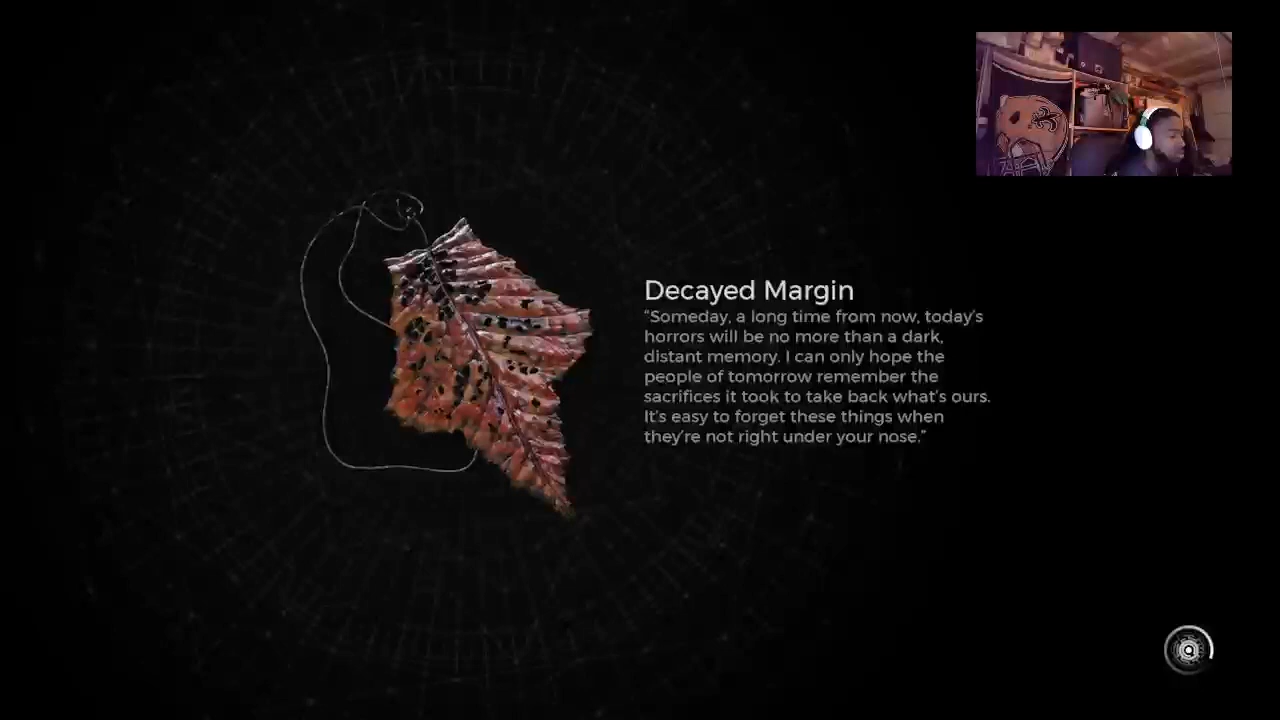 Decayed Margin
“Someday, a long time from now, today’s
horrors will be no more than a dark,
distant memory. I can only hope the
people of tomorrow remember the
sacrifices it took to take back what’s ours.
It’s easy to forget these things when
they’re not right under your nose.”